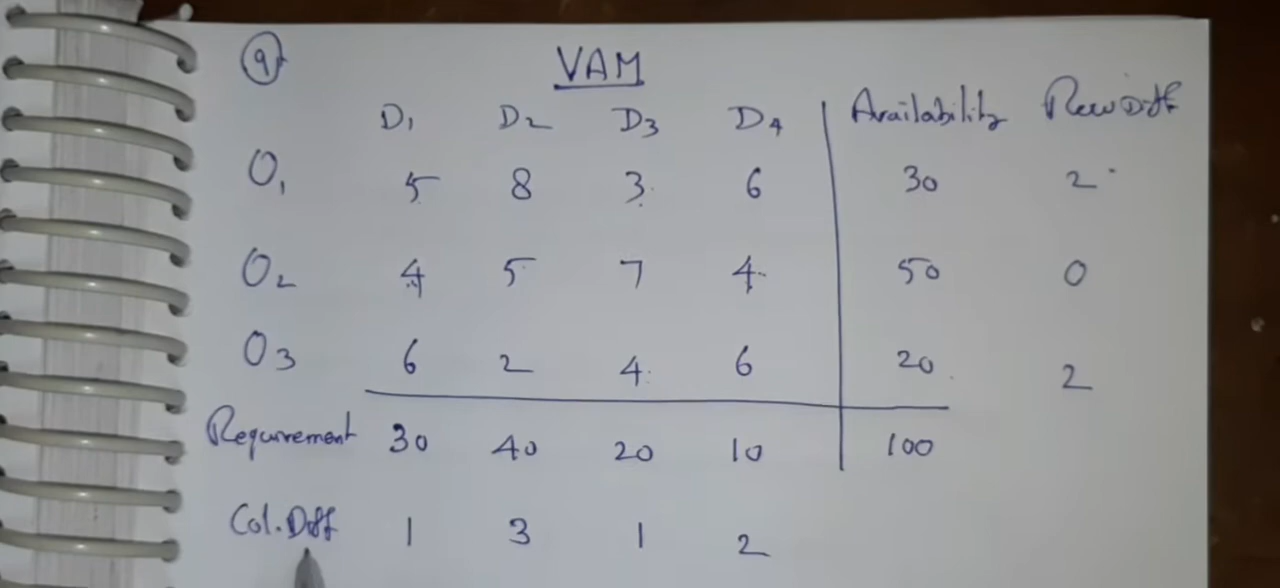 9 VAM
D1 D2 D3 D4 Availability Row Diff
O1 5 8 3 6 30 2
O2 4 5 7 4 50 0
O3 6 2 4 6 20 2
Requirement 30 40 20 10 100
Col. Diff 1 3 1 2